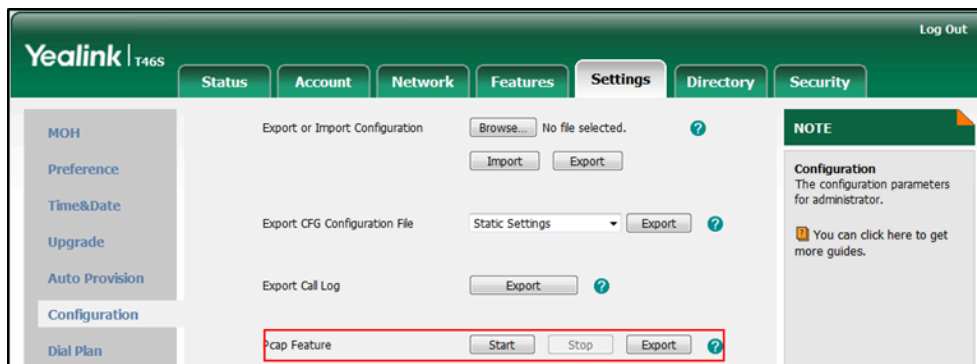 Log Out
Yealink | T46S
Status Account Network Features Settings Directory Security
MOH
Preference
Time&Date
Upgrade
Auto Provision
Configuration
Dial Plan
Export or Import Configuration Browse... No file selected. ?
Import Export
Export CFG Configuration File Static Settings Export ?
Export Call Log Export ?
Pcap Feature Start Stop Export ?
NOTE
Configuration
The configuration parameters
for administrator.
? You can click here to get
more guides.